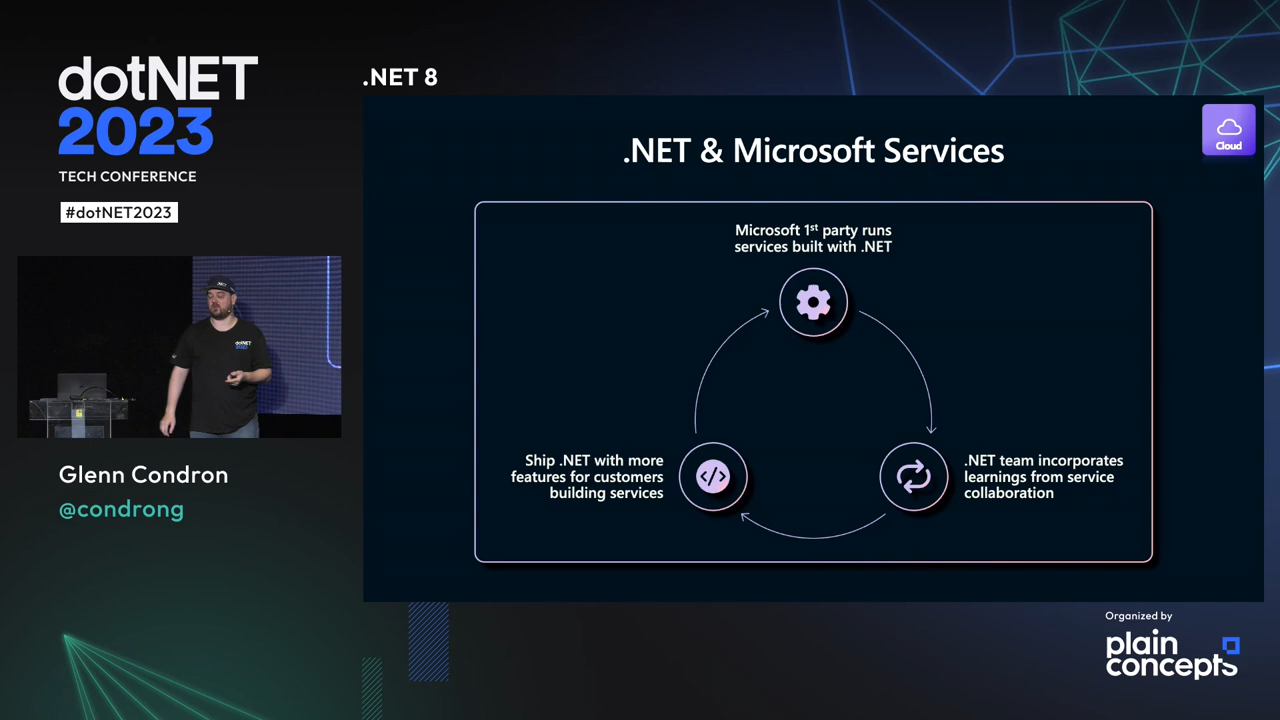 dotNET
2023
TECH CONFERENCE
#dotNET2023
Glenn Condron
@condrong
.NET 8
Cloud
.NET & Microsoft Services
Microsoft 1st party runs
services built with .NET
Ship .NET with more
features for customers
building services
.NET team incorporates
learnings from service
collaboration
Organized by
plain
concepts